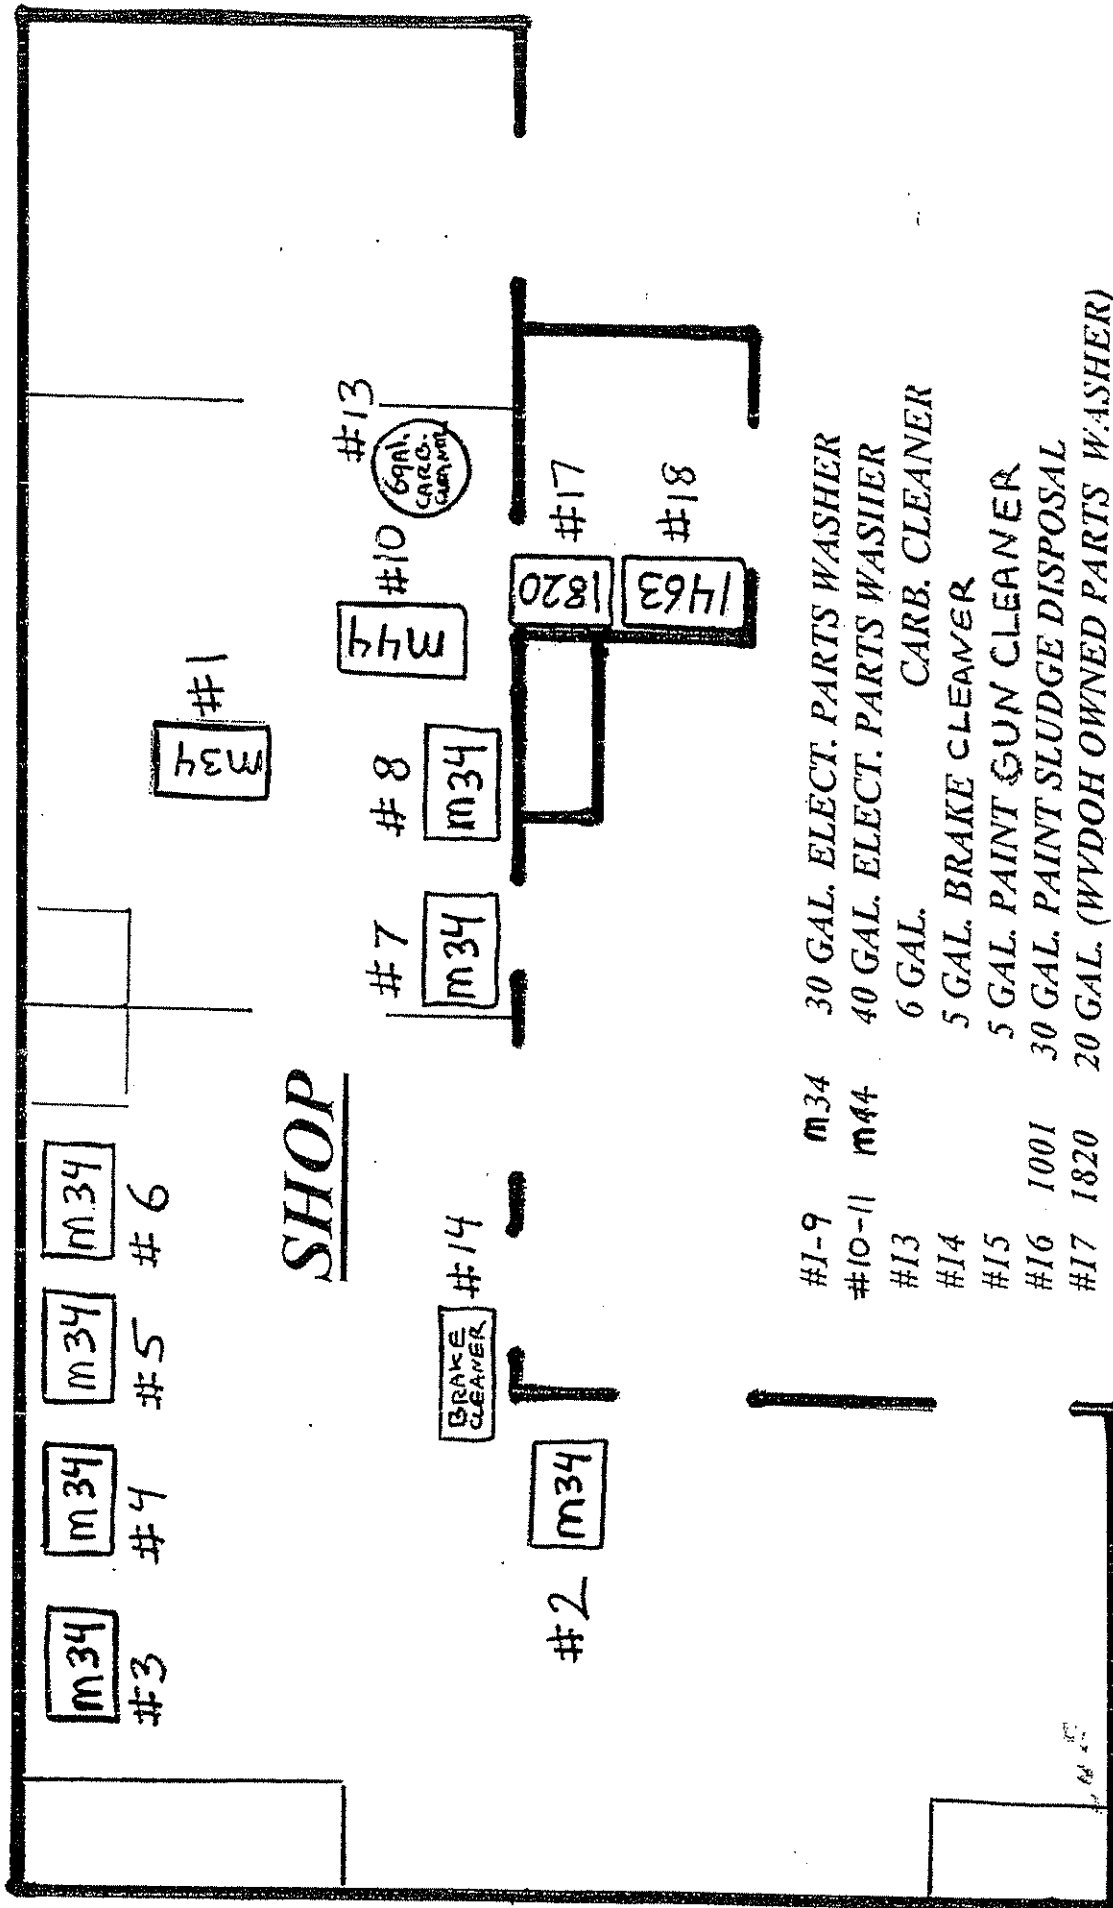 m34
#3
m34
#4
m34
#5
m34
#6
SHOP
m34
#1
#7
m34
#8
m34
m44
#10
#13
6gal.
CARB.
CLEANER
BRAKE
CLEANER
#14
#2
m34
1820
#17
1463
#18
#1-9 m34 30 GAL. ELECT. PARTS WASHER
#10-11 m44 40 GAL. ELECT. PARTS WASHER
#13 6 GAL. CARB. CLEANER
#14 5 GAL. BRAKE CLEANER
#15 5 GAL. PAINT GUN CLEANER
#16 1001 30 GAL. PAINT SLUDGE DISPOSAL
#17 1820 20 GAL. (WVDOH OWNED PARTS WASHER)